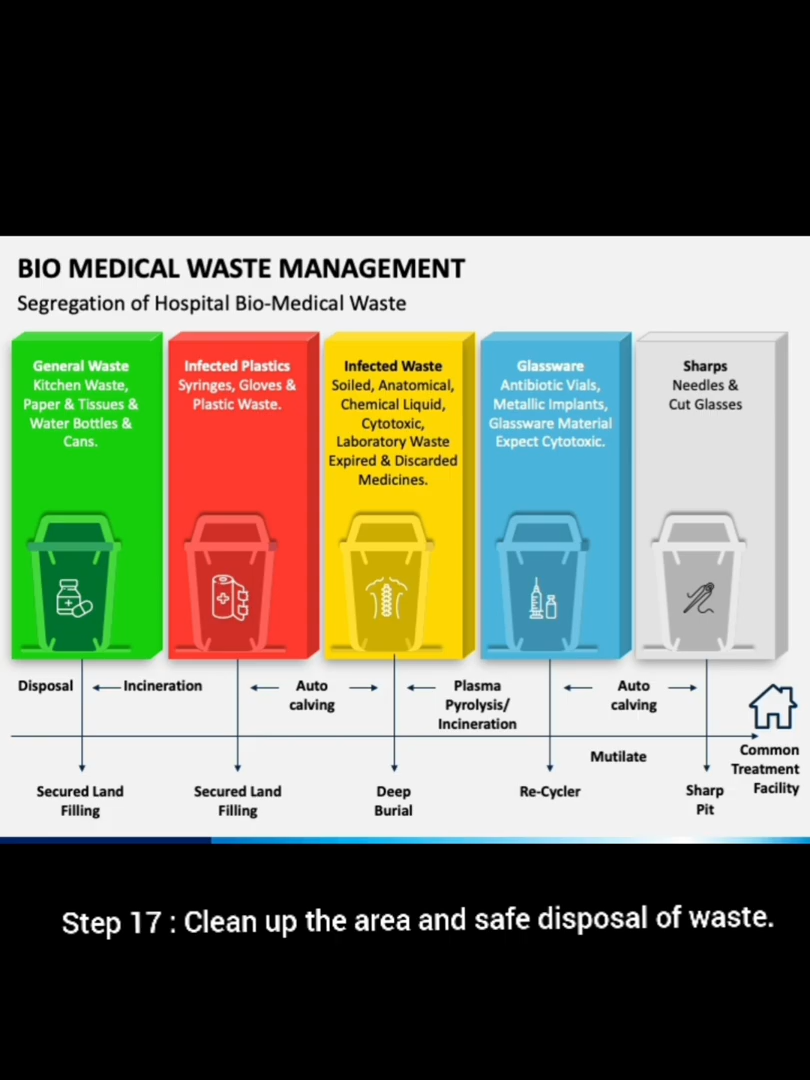 BIO MEDICAL WASTE MANAGEMENT
Segregation of Hospital Bio-Medical Waste
General Waste
Kitchen Waste,
Paper & Tissues &
Water Bottles &
Cans.
Infected Plastics
Syringes, Gloves &
Plastic Waste.
Infected Waste
Soiled, Anatomical,
Chemical Liquid,
Cytotoxic,
Laboratory Waste
Expired & Discarded
Medicines.
Glassware
Antibiotic Vials,
Metallic Implants,
Glassware Material
Expect Cytotoxic.
Sharps
Needles &
Cut Glasses
Disposal
Incineration
Auto
calving
Plasma
Pyrolysis/
Incineration
Auto
calving
Mutilate
Common
Treatment
Facility
Secured Land
Filling
Secured Land
Filling
Deep
Burial
Re-Cycler
Sharp
Pit
Step 17 : Clean up the area and safe disposal of waste.